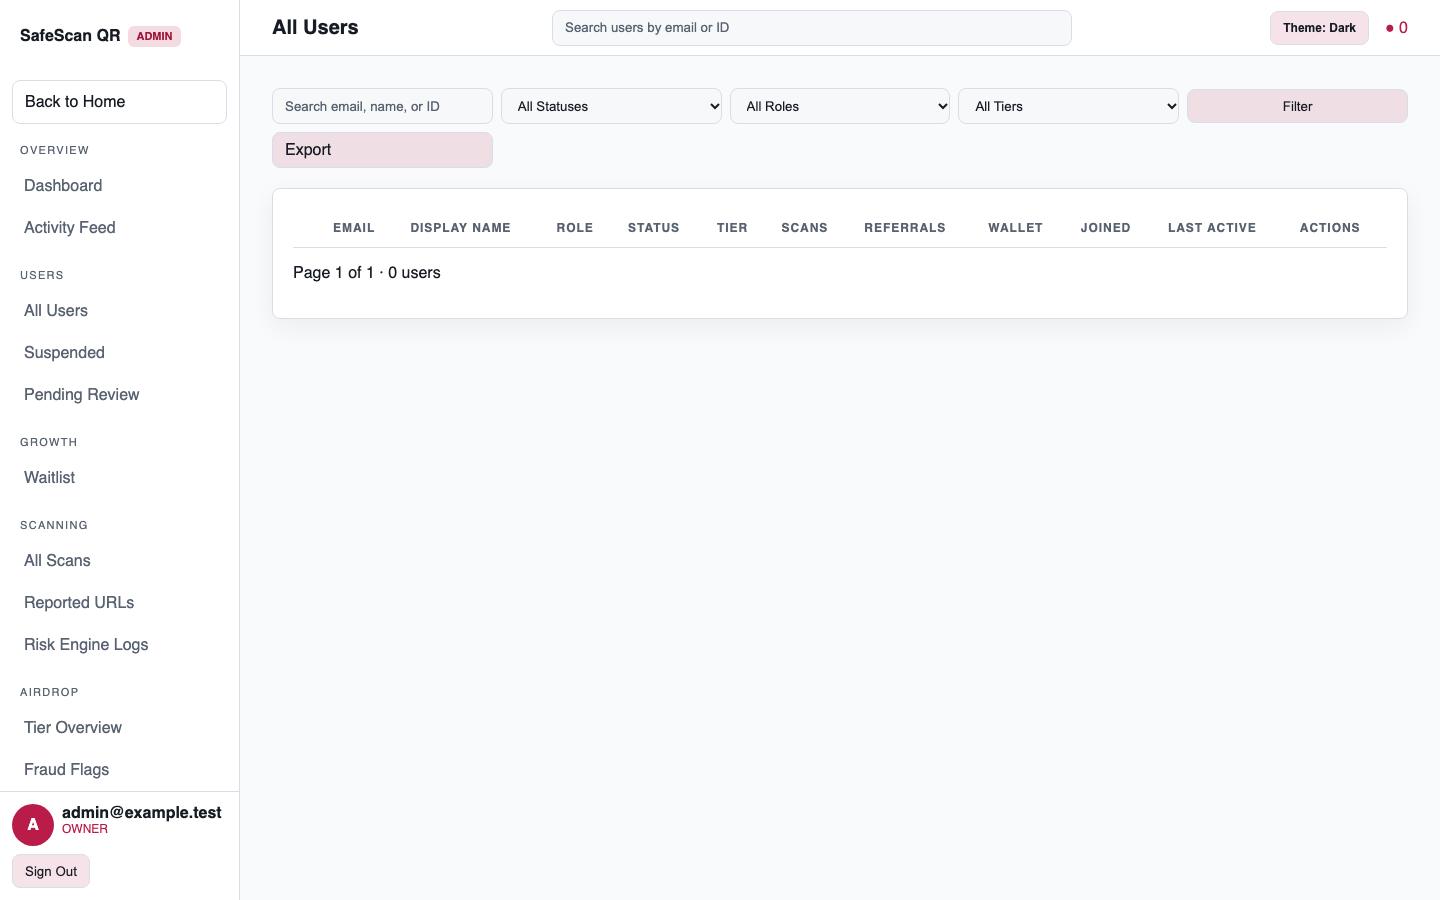 SafeScan QR ADMIN
Back to Home
OVERVIEW
Dashboard
Activity Feed
USERS
All Users
Suspended
Pending Review
GROWTH
Waitlist
SCANNING
All Scans
Reported URLs
Risk Engine Logs
AIRDROP
Tier Overview
Fraud Flags
A
admin@example.test
OWNER
Sign Out
All Users
Search users by email or ID
Theme: Dark
● 0
Search email, name, or ID
All Statuses
All Roles
All Tiers
Filter
Export
EMAIL DISPLAY NAME ROLE STATUS TIER SCANS REFERRALS WALLET JOINED LAST ACTIVE ACTIONS
Page 1 of 1 · 0 users